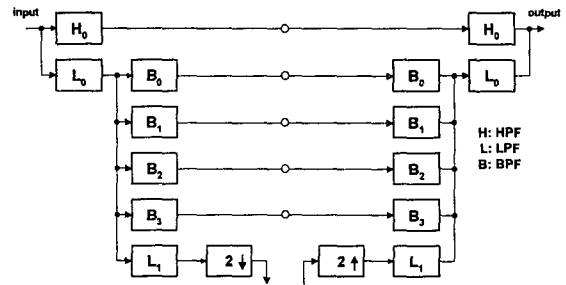 input output
H₀ H₀
L₀ B₀ B₀ L₀
B₁ B₁
H: HPF
L: LPF
B: BPF
B₂ B₂
B₃ B₃
L₁ 2↓ 2↑ L₁